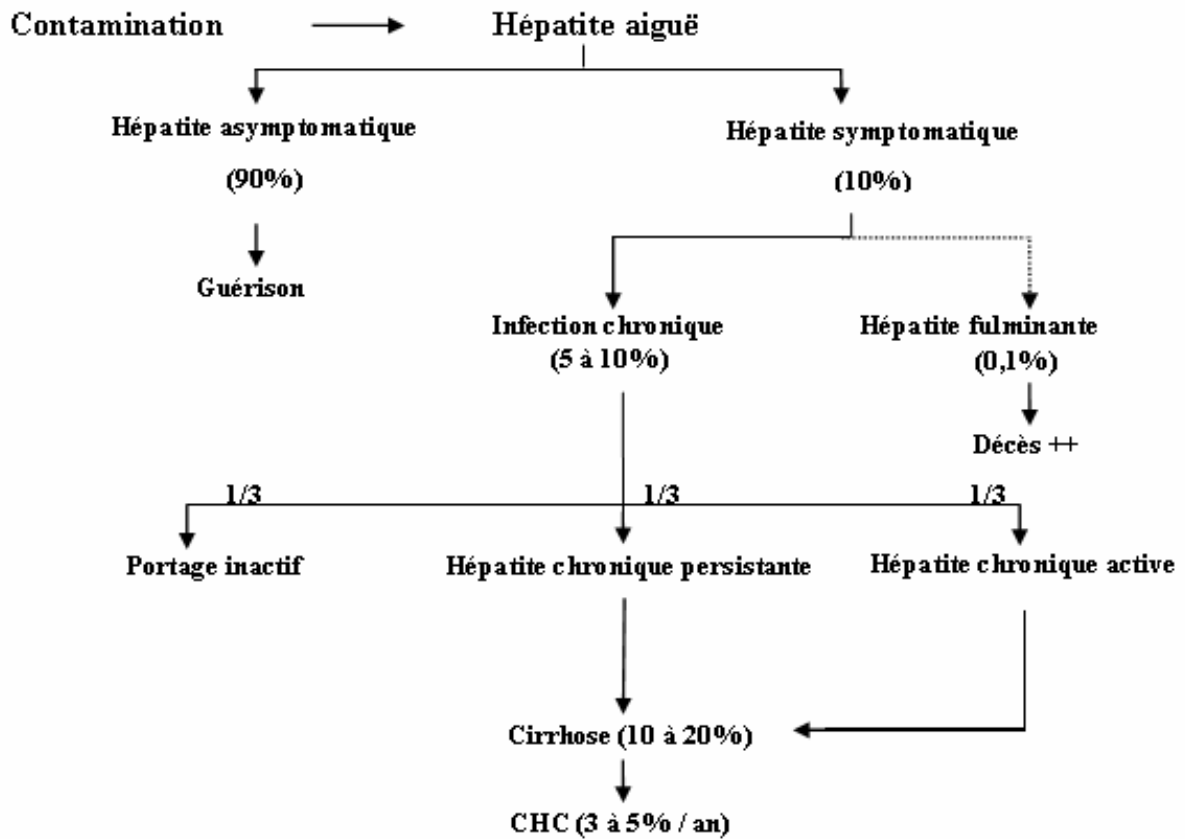 Contamination
Hépatite aiguë
Hépatite asymptomatique
Hépatite symptomatique
(90%)
(10%)
Guérison
Infection chronique
Hépatite fulminante
(5 à 10%)
(0,1%)
Décès ++
1/3
1/3
1/3
Portage inactif
Hépatite chronique persistante
Hépatite chronique active
Cirrhose (10 à 20%)
CHC (3 à 5% / an)